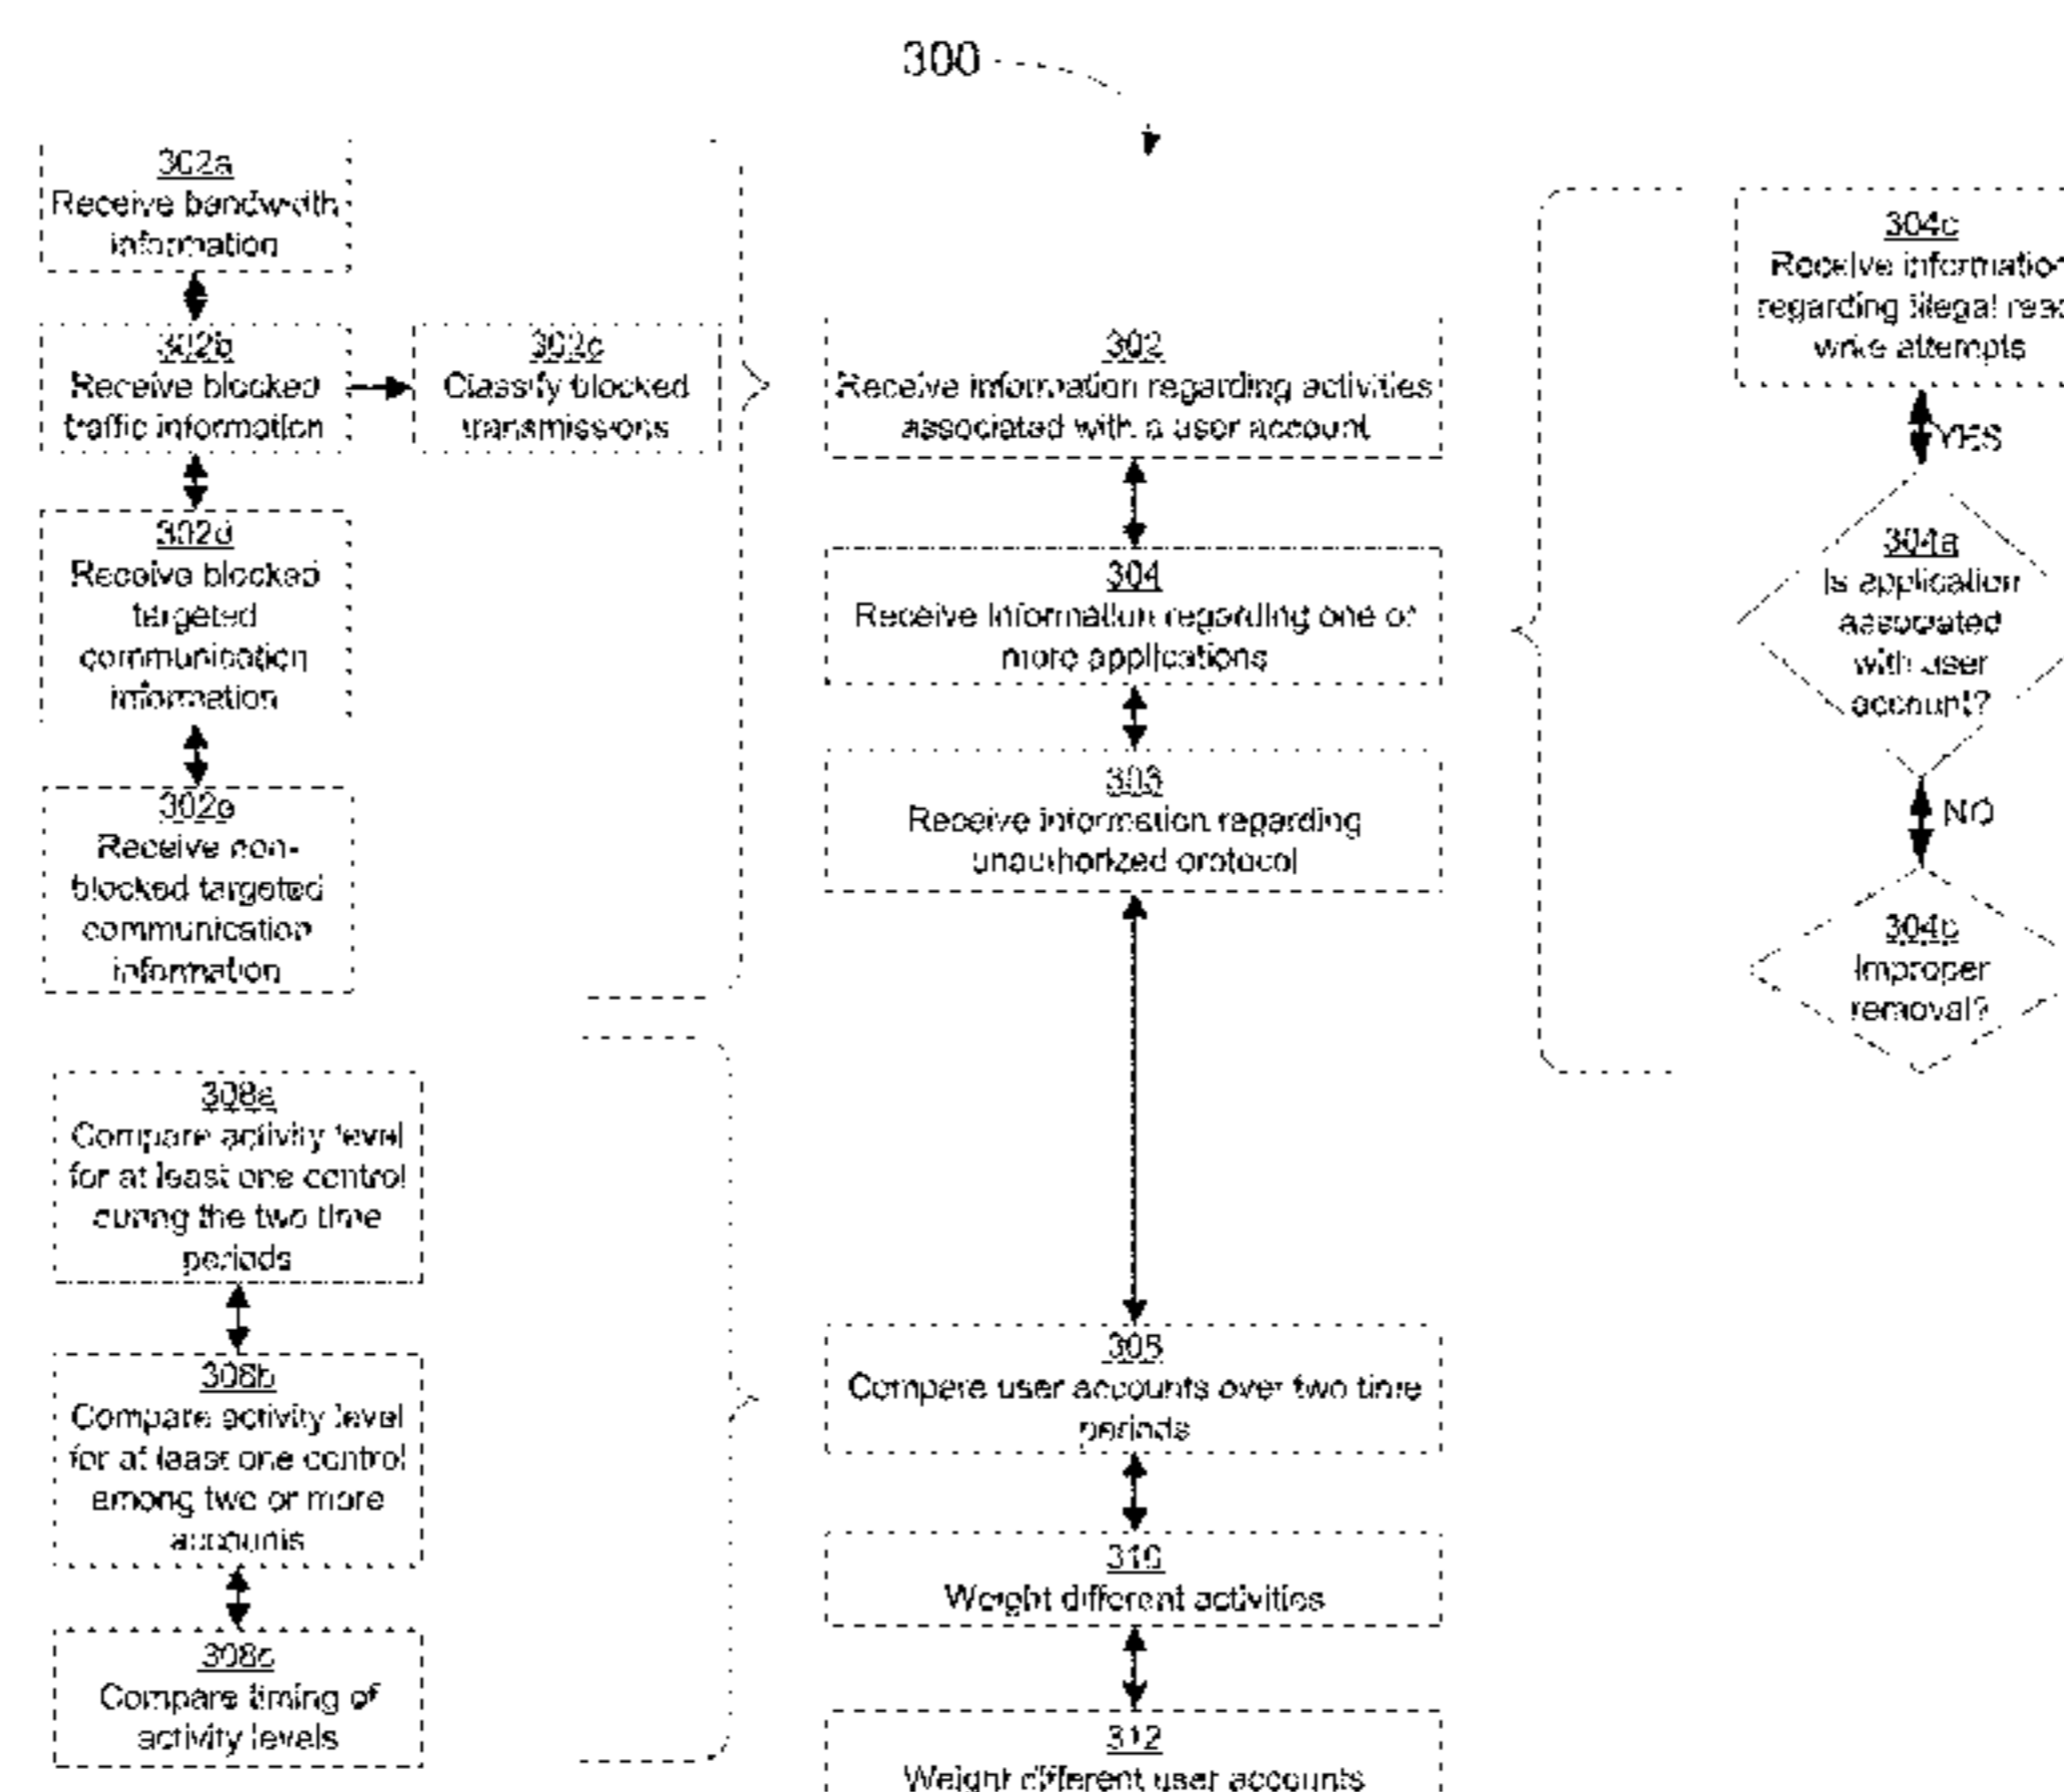 300
302a
Receive bandwidth
information
302b
Receive blocked
traffic information
302c
Classify blocked
transmissions
302d
Receive blocked
targeted
communication
information
302e
Receive non-
blocked targeted
communication
information
308a
Compare activity level
for at least one control
during the two time
periods
308b
Compare activity level
for at least one control
among two or more
accounts
308c
Compare timing of
activity levels
302
Receive information regarding activities
associated with a user account
304
Receive information regarding one or
more applications
Receive information regarding
unauthorized protocol
Compare user accounts over two time
periods
310
Weight different activities
312
Weight different user accounts
304c
Receive information
regarding illegal read
write attempts
YES
304a
Is application
associated
with user
account?
NO
304b
Improper
removal?